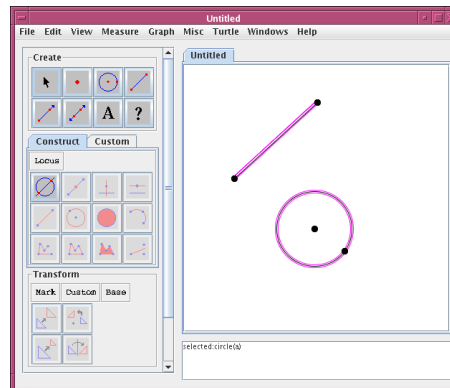 Untitled
File Edit View Measure Graph Misc Turtle Windows Help
Create
A ?
Construct Custom
Locus
Transform
Mark Custom Base
Untitled
selected:circle(s)